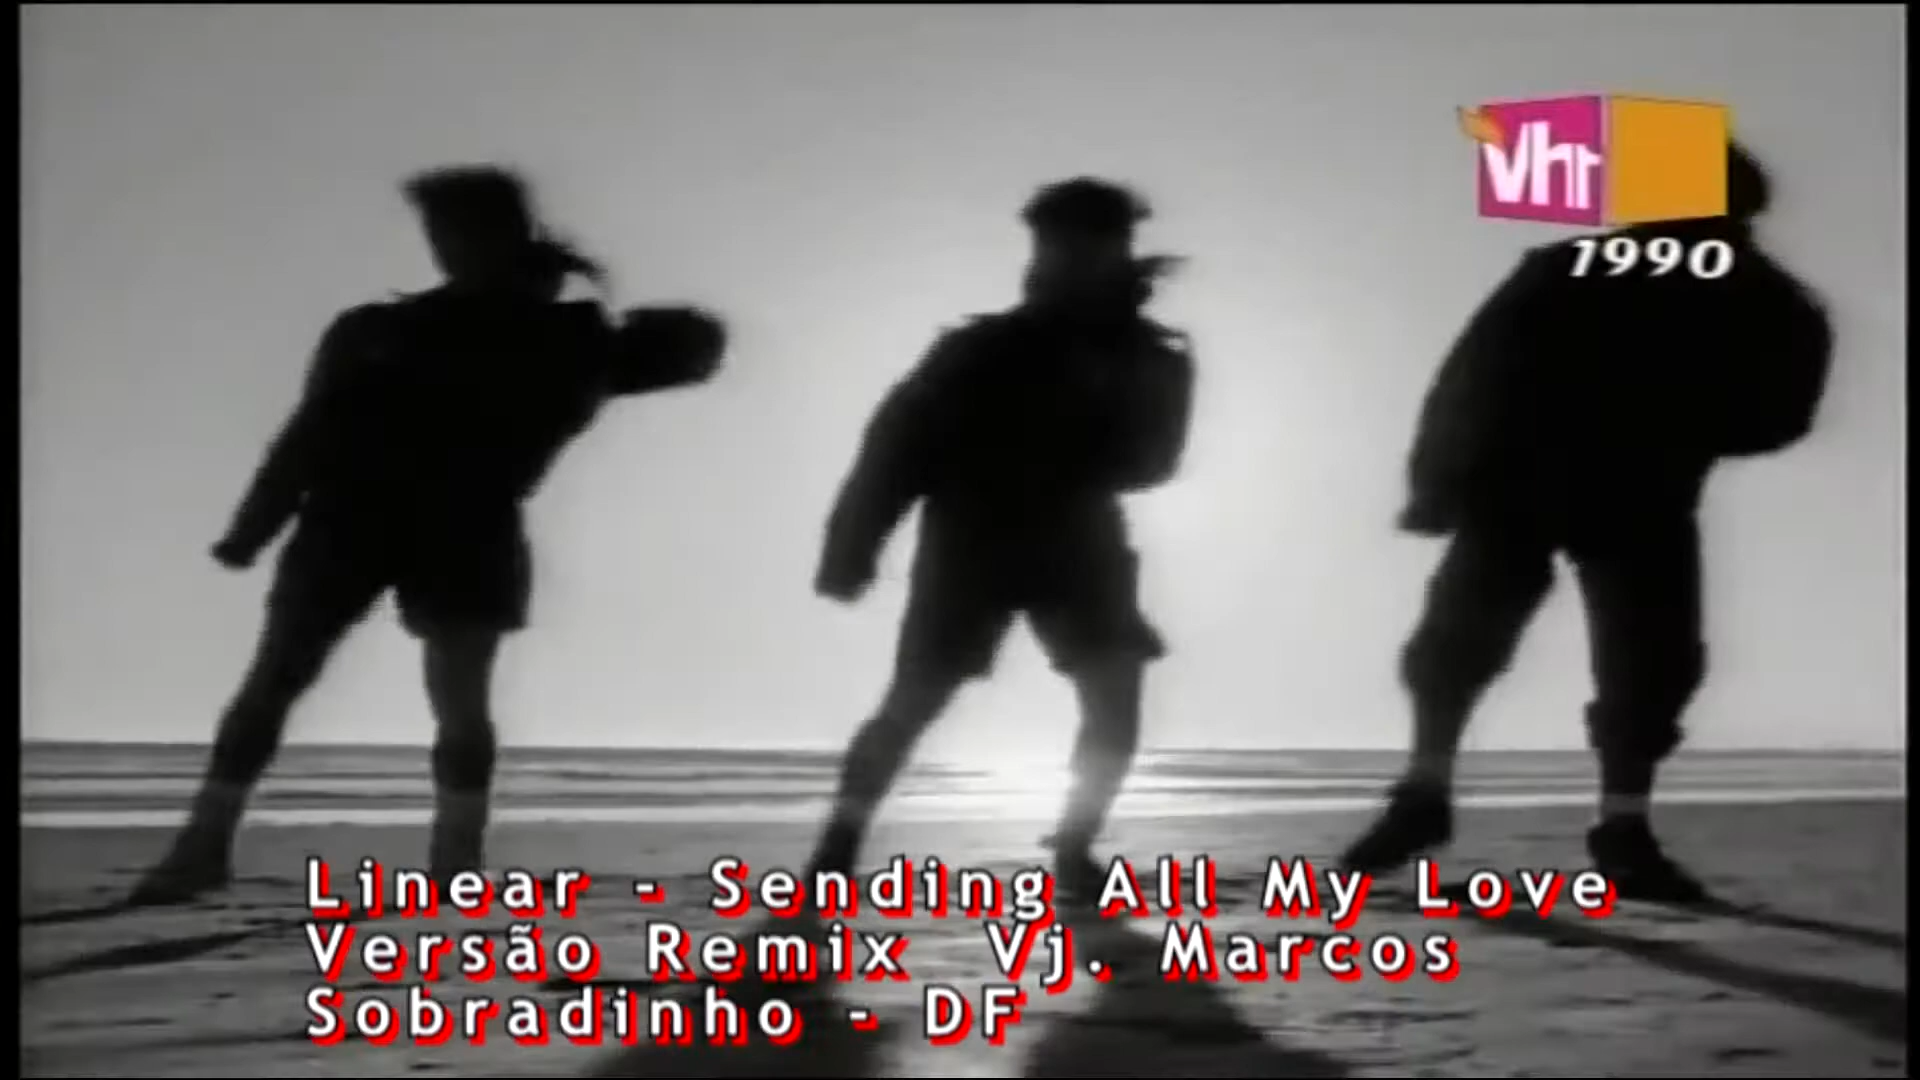 vh1
1990
Linear - Sending All My Love
Versão Remix Vj. Marcos
Sobradinho - DF